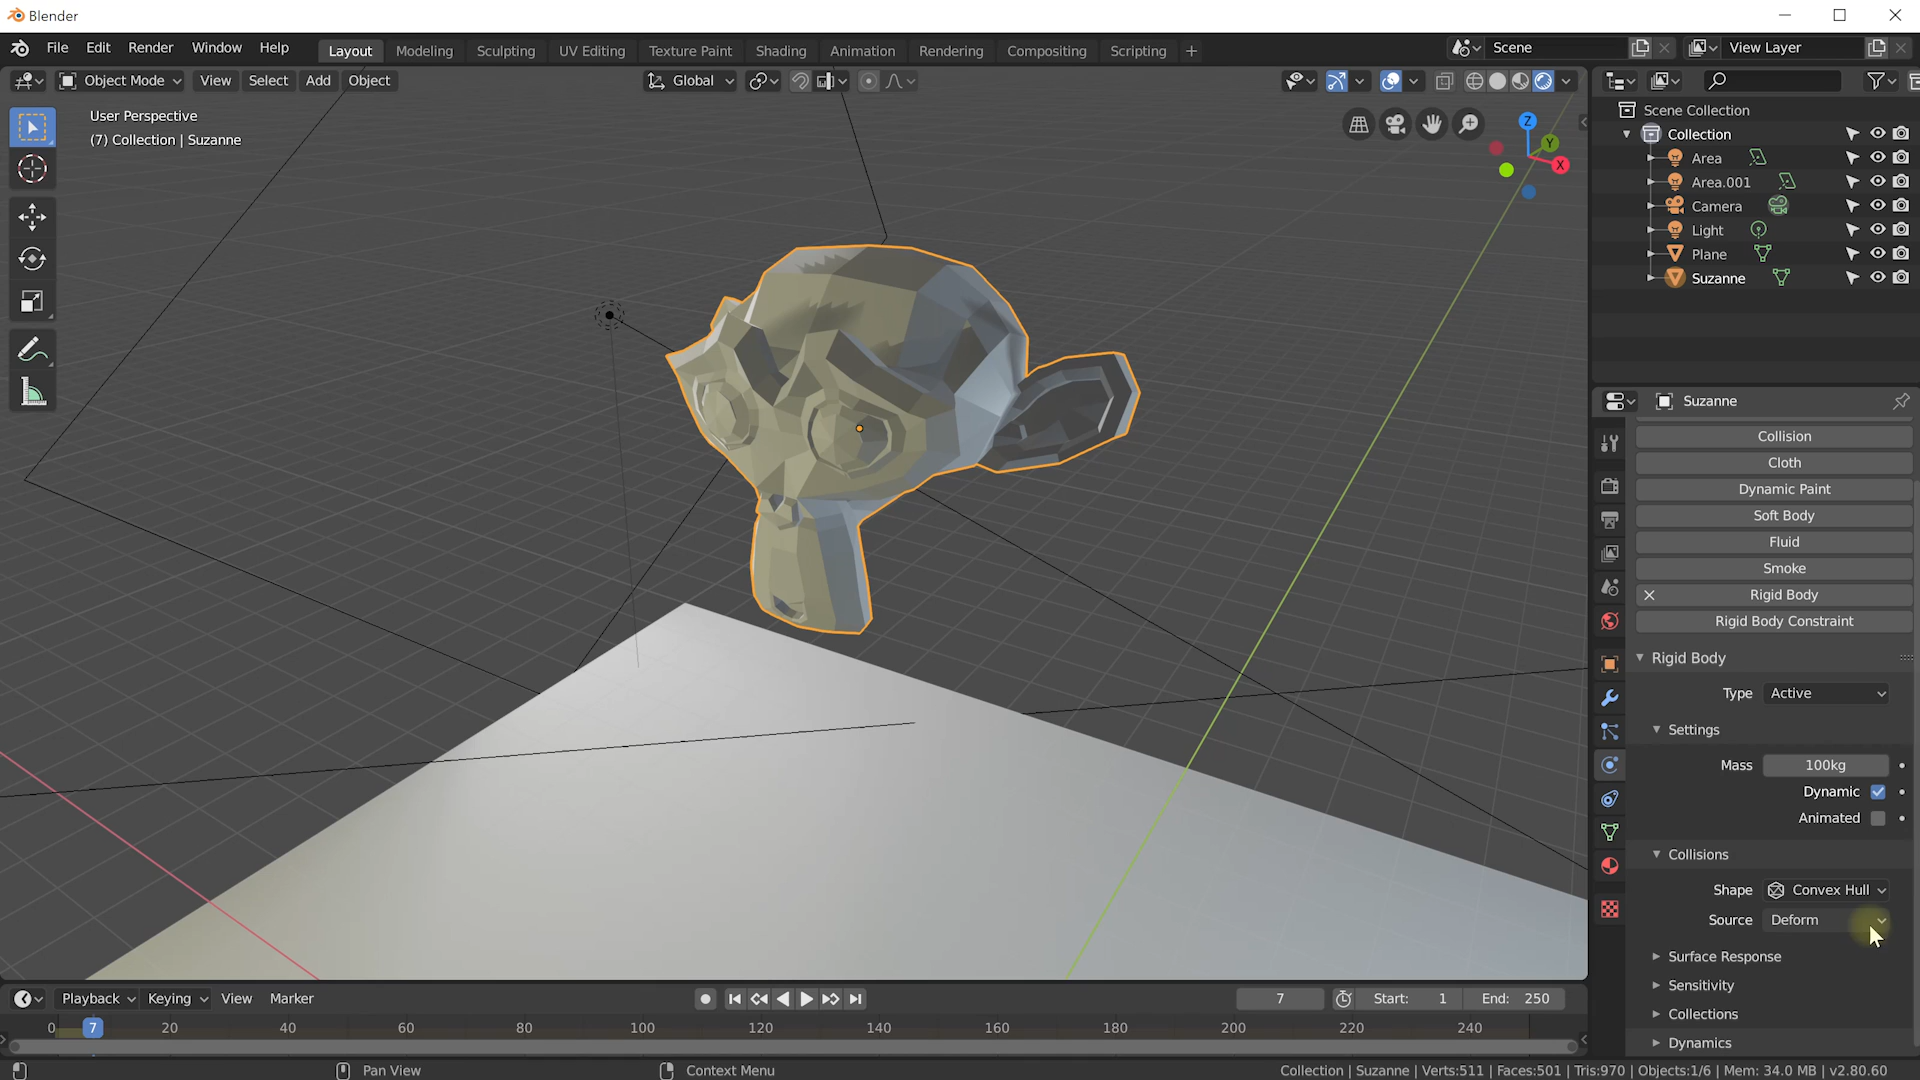 Blender
File Edit Render Window Help Layout Modeling Sculpting UV Editing Texture Paint Shading Animation Rendering Compositing Scripting + Scene View Layer
Object Mode View Select Add Object Global
User Perspective
(7) Collection | Suzanne
Z
Y
X
Scene Collection
Collection
Area
Area.001
Camera
Light
Plane
Suzanne
Suzanne
Collision
Cloth
Dynamic Paint
Soft Body
Fluid
Smoke
Rigid Body
Rigid Body Constraint
Rigid Body
Type Active
Settings
Mass 100kg
Dynamic
Animated
Collisions
Shape Convex Hull
Source Deform
Surface Response
Sensitivity
Collections
Dynamics
Playback Keying View Marker 7 Start: 1 End: 250
0 7 20 40 60 80 100 120 140 160 180 200 220 240
Pan View Context Menu Collection | Suzanne | Verts:511 | Faces:501 | Tris:970 | Objects:1/6 | Mem: 34.0 MB | v2.80.60